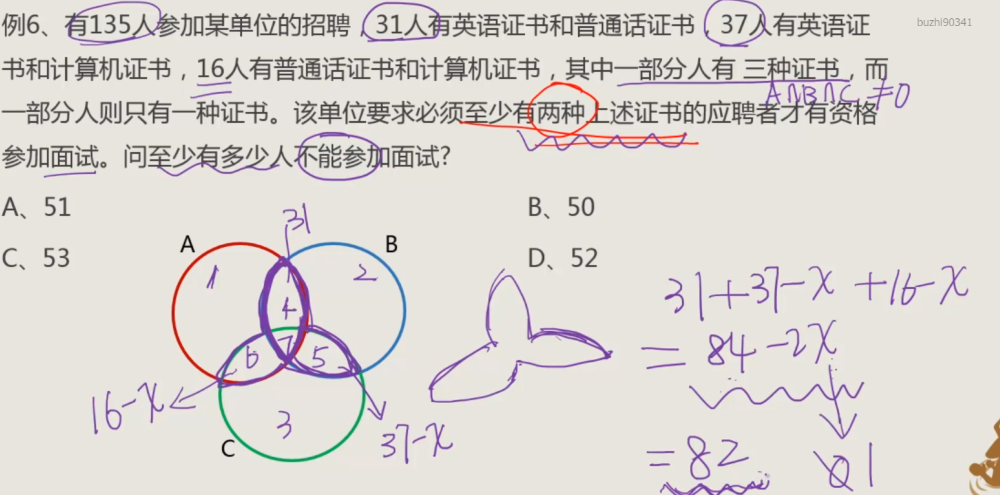 例6、有135人参加某单位的招聘，31人有英语证书和普通话证书，37人有英语证
buzhi90341
书和计算机证书，16人有普通话证书和计算机证书，其中一部分人有 三种证书，而
A∩B∩C ≠0
一部分人则只有一种证书。该单位要求必须至少有两种上述证书的应聘者才有资格
参加面试。问至少有多少人不能参加面试?
A、51
B、50
C、53
D、52
31
A
B
1
2
4
7
6
5
3
C
16-x
37-x
31+37-x+16-x
= 84-2x
= 82
0 1